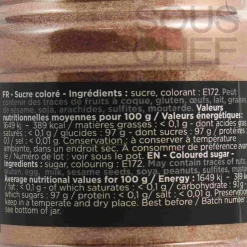 SOUS
FR - Sucre coloré - Ingrédients : sucre, colorant : E172. Peut
contenir des traces de fruits à coque, gluten, œufs, lait, graines
de sésame, soja, arachides, sulfites, moutarde. Valeurs
nutritionnelles moyennes pour 100 g / Valeurs énergétiques:
1649 kj - 389 kcal / matières grasses : < 0,1 g - dont acides gras
saturés : < 0,1 g / glucides : 97 g - dont sucres : 97 g / protéines
: < 0,1 g / sel : < 0,01 g. Conservation à température
ambiante, dans un endroit sec. À consommer de préférence avant
le / Numéro de lot : voir sous le pot. EN - Coloured sugar -
Ingredients: sugar, colouring : E172. May contain traces of nuts,
gluten, egg, milk, sesame seeds, soya, peanuts, sulfites, mustard.
Average nutritional values for 100 g / Energy : 1649 kj - 389 kcal
/ fat : < 0,1 g - of which saturates : < 0,1 g / carbohydrate : 97 g -
sugars : 97 g / protein : < 0,1 g / salt : < 0,01 g. Preserved
in a temperate and dry place. Best before / Batch number :
see bottom of jar.